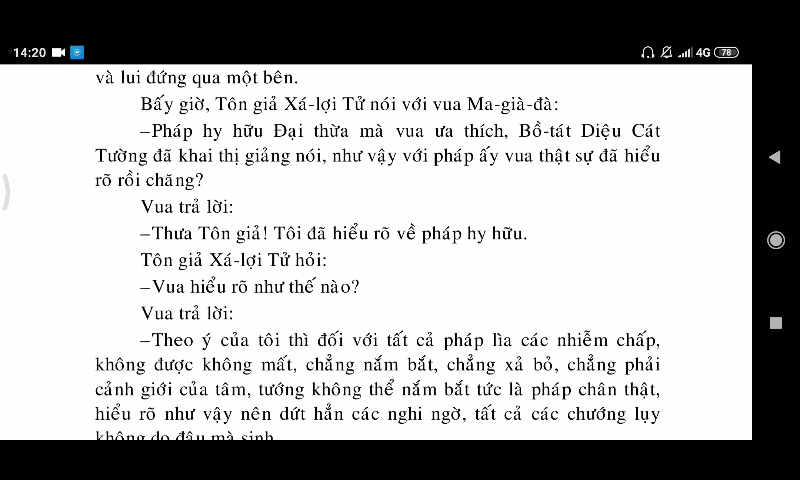 14:20 4G 78
và lui đứng qua một bên.
Bấy giờ, Tôn giả Xá-lợi Tử nói với vua Ma-già-đà:
–Pháp hy hữu Đại thừa mà vua ưa thích, Bồ-tát Diệu Cát
Tường đã khai thị giảng nói, như vậy với pháp ấy vua thật sự đã hiểu
rõ rồi chăng?
Vua trả lời:
–Thưa Tôn giả! Tôi đã hiểu rõ về pháp hy hữu.
Tôn giả Xá-lợi Tử hỏi:
–Vua hiểu rõ như thế nào?
Vua trả lời:
–Theo ý của tôi thì đối với tất cả pháp lìa các nhiễm chấp,
không được không mất, chẳng nắm bắt, chẳng xả bỏ, chẳng phải
cảnh giới của tâm, tướng không thể nắm bắt tức là pháp chân thật,
hiểu rõ như vậy nên dứt hẳn các nghi ngờ, tất cả các chướng lụy
không do đâu mà sinh